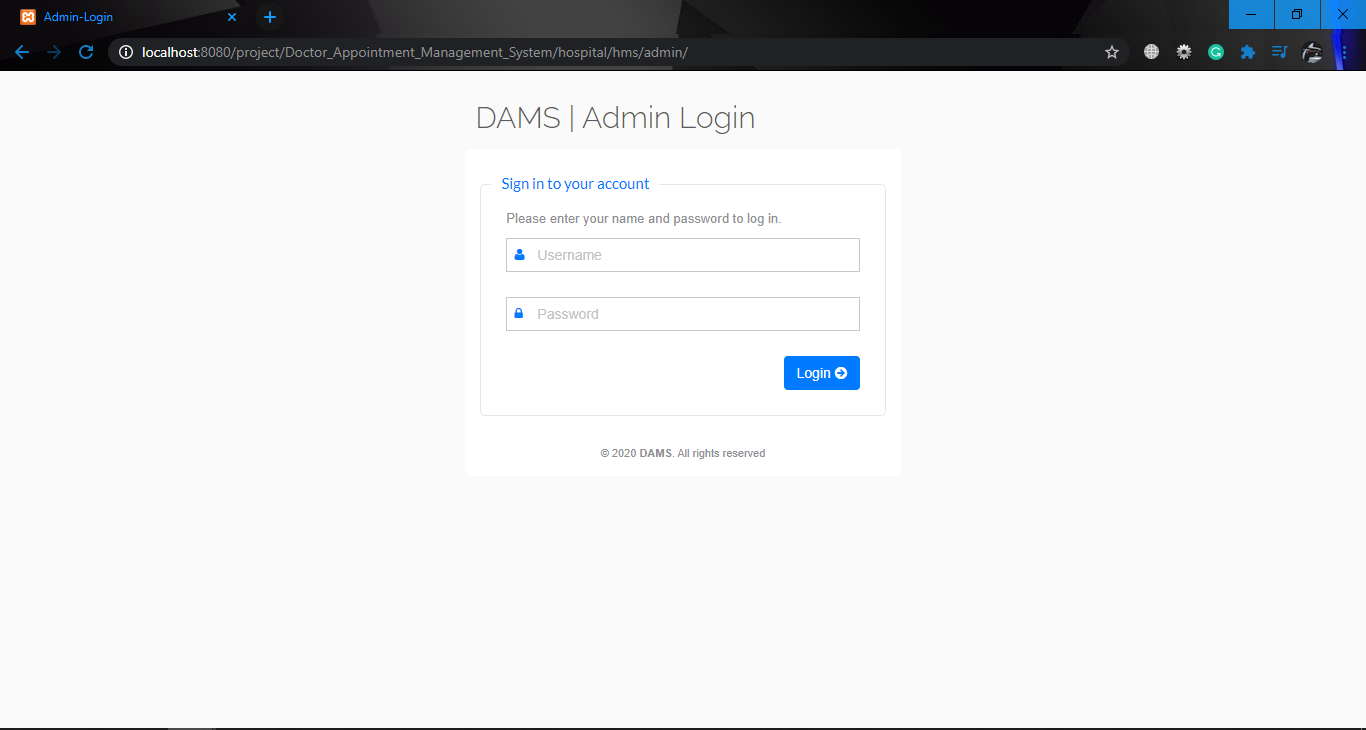 Admin-Login
localhost:8080/project/Doctor_Appointment_Management_System/hospital/hms/admin/
DAMS | Admin Login
Sign in to your account
Please enter your name and password to log in.
Username
Password
Login
© 2020 DAMS. All rights reserved